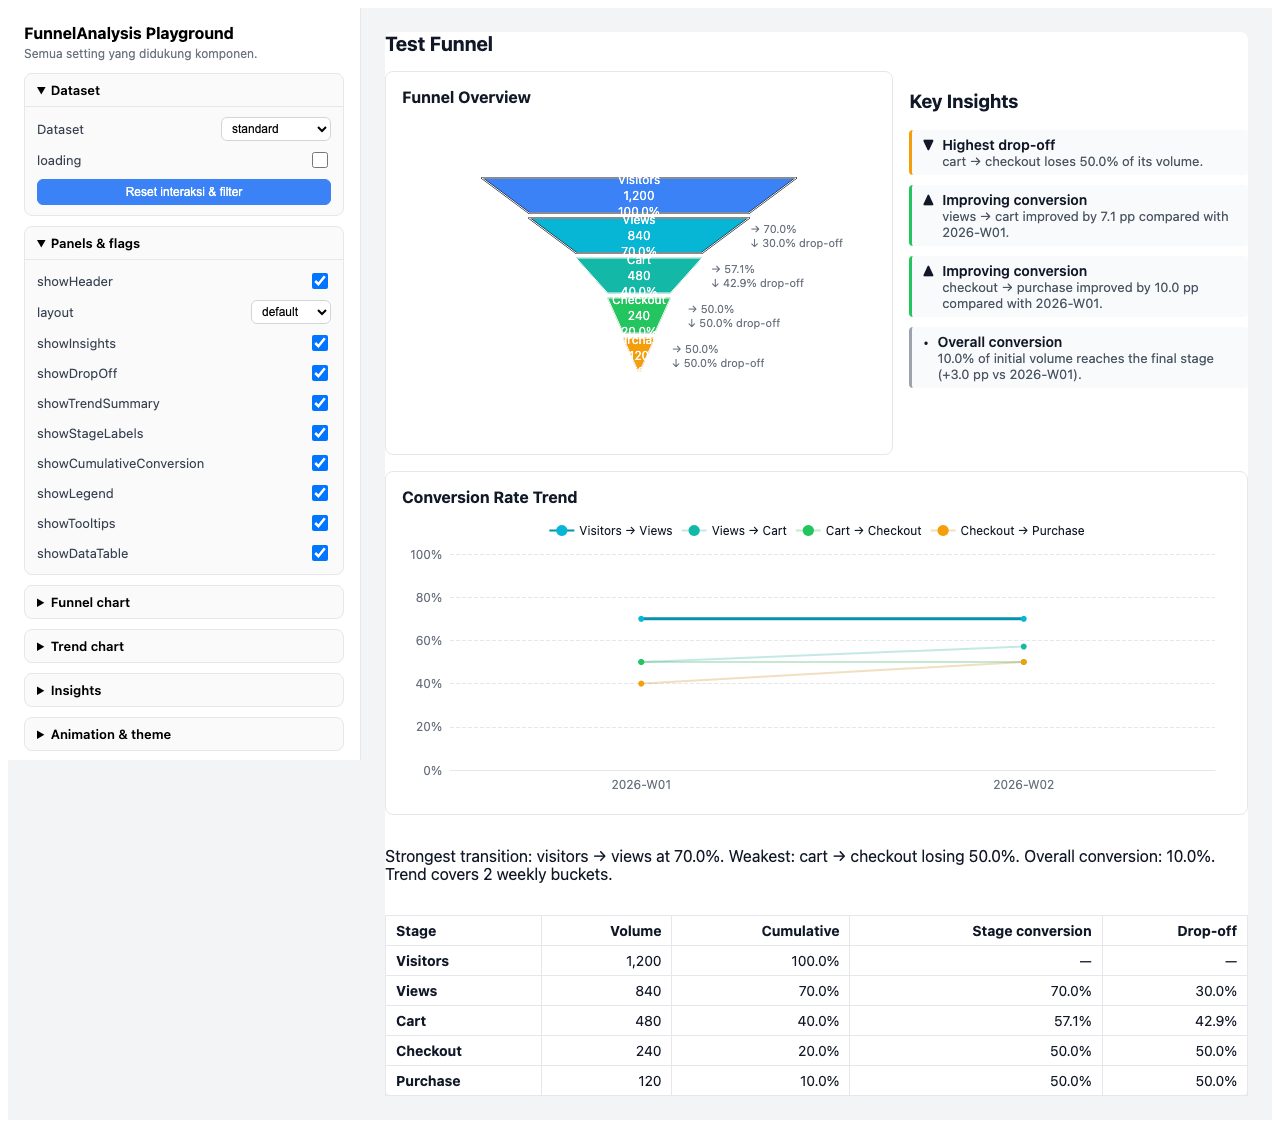 FunnelAnalysis Playground
Semua setting yang didukung komponen.
▼ Dataset
Dataset standard
loading
Reset interaksi & filter
▼ Panels & flags
showHeader
layout default
showInsights
showDropOff
showTrendSummary
showStageLabels
showCumulativeConversion
showLegend
showTooltips
showDataTable
▶ Funnel chart
▶ Trend chart
▶ Insights
▶ Animation & theme
Test Funnel
Funnel Overview
Visitors
1,200
100.0%
Views
840
70.0%
→ 70.0%
↓ 30.0% drop-off
Cart
480
40.0%
→ 57.1%
↓ 42.9% drop-off
Checkout
240
20.0%
→ 50.0%
↓ 50.0% drop-off
120
→ 50.0%
↓ 50.0% drop-off
Key Insights
▼ Highest drop-off
cart → checkout loses 50.0% of its volume.
▲ Improving conversion
views → cart improved by 7.1 pp compared with
2026-W01.
▲ Improving conversion
checkout → purchase improved by 10.0 pp
compared with 2026-W01.
• Overall conversion
10.0% of initial volume reaches the final stage
(+3.0 pp vs 2026-W01).
Conversion Rate Trend
Visitors → Views Views → Cart Cart → Checkout Checkout → Purchase
100%
80%
60%
40%
20%
0%
2026-W01 2026-W02
Strongest transition: visitors → views at 70.0%. Weakest: cart → checkout losing 50.0%. Overall conversion: 10.0%.
Trend covers 2 weekly buckets.
Stage Volume Cumulative Stage conversion Drop-off
Visitors 1,200 100.0% — —
Views 840 70.0% 70.0% 30.0%
Cart 480 40.0% 57.1% 42.9%
Checkout 240 20.0% 50.0% 50.0%
Purchase 120 10.0% 50.0% 50.0%